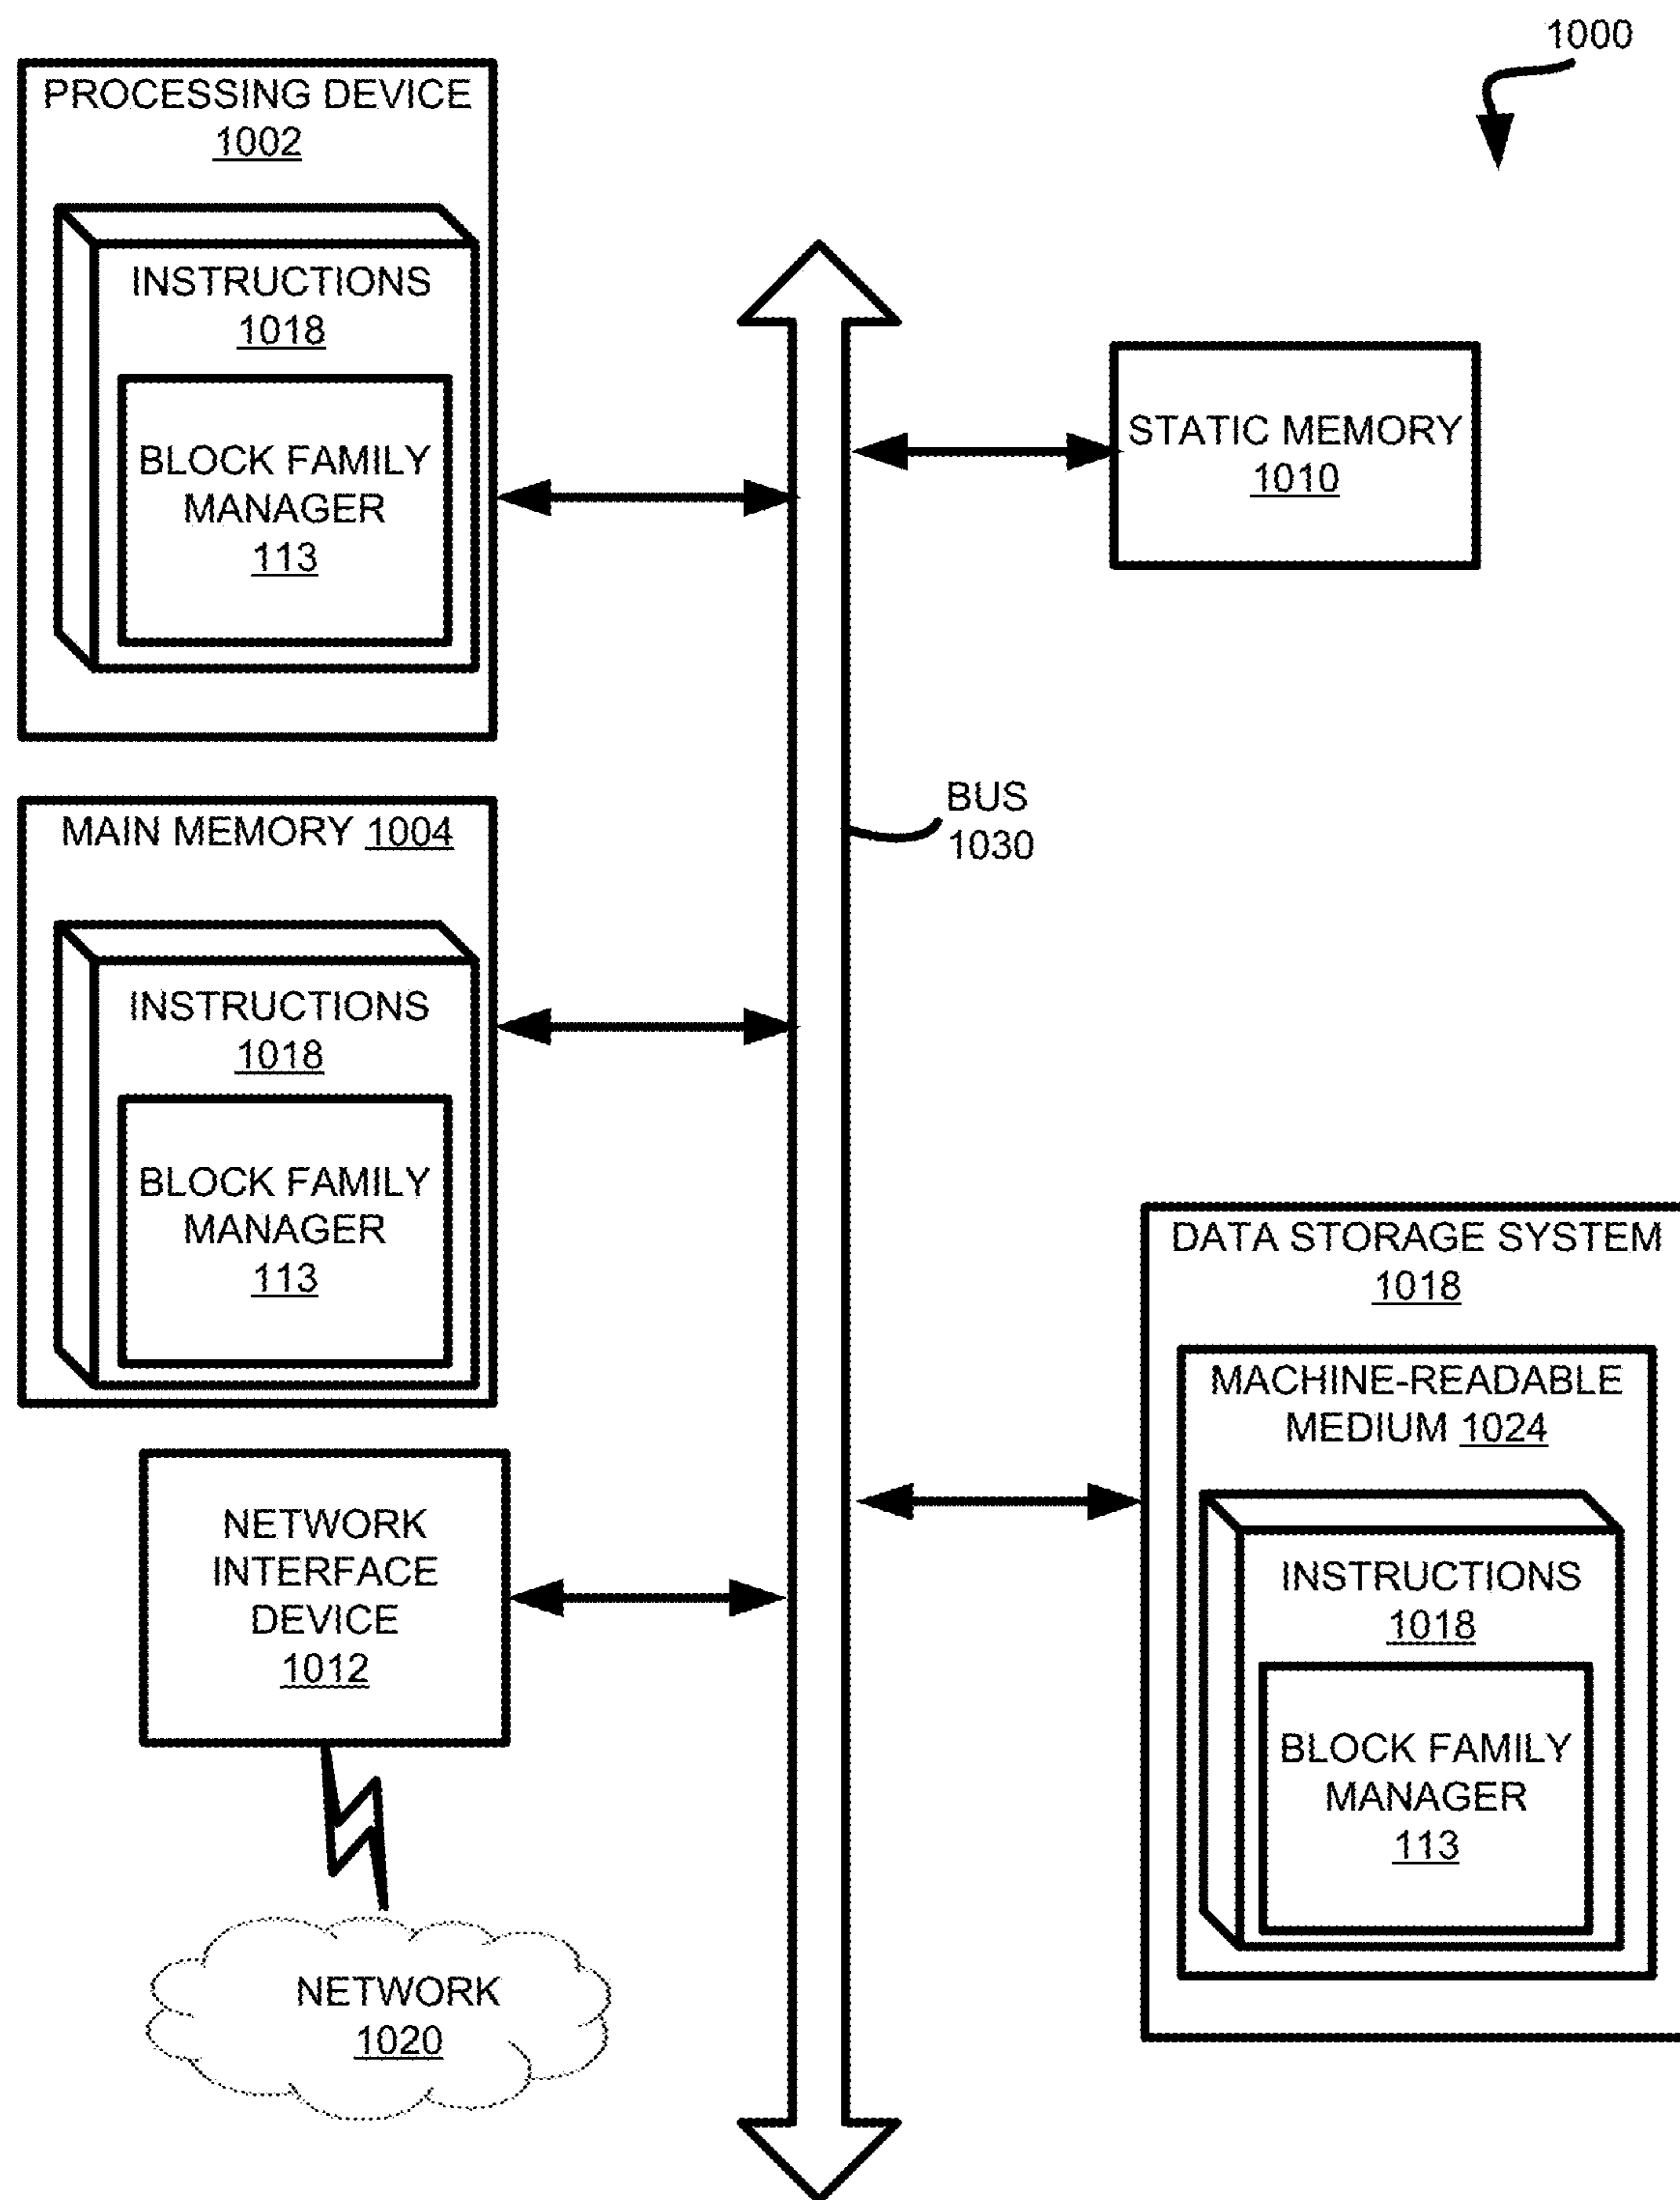 1000
PROCESSING DEVICE
1002
INSTRUCTIONS
1018
BLOCK FAMILY
MANAGER
113
STATIC MEMORY
1010
BUS
1030
MAIN MEMORY 1004
INSTRUCTIONS
1018
BLOCK FAMILY
MANAGER
113
DATA STORAGE SYSTEM
1018
MACHINE-READABLE
MEDIUM 1024
INSTRUCTIONS
1018
BLOCK FAMILY
MANAGER
113
NETWORK
INTERFACE
DEVICE
1012
NETWORK
1020